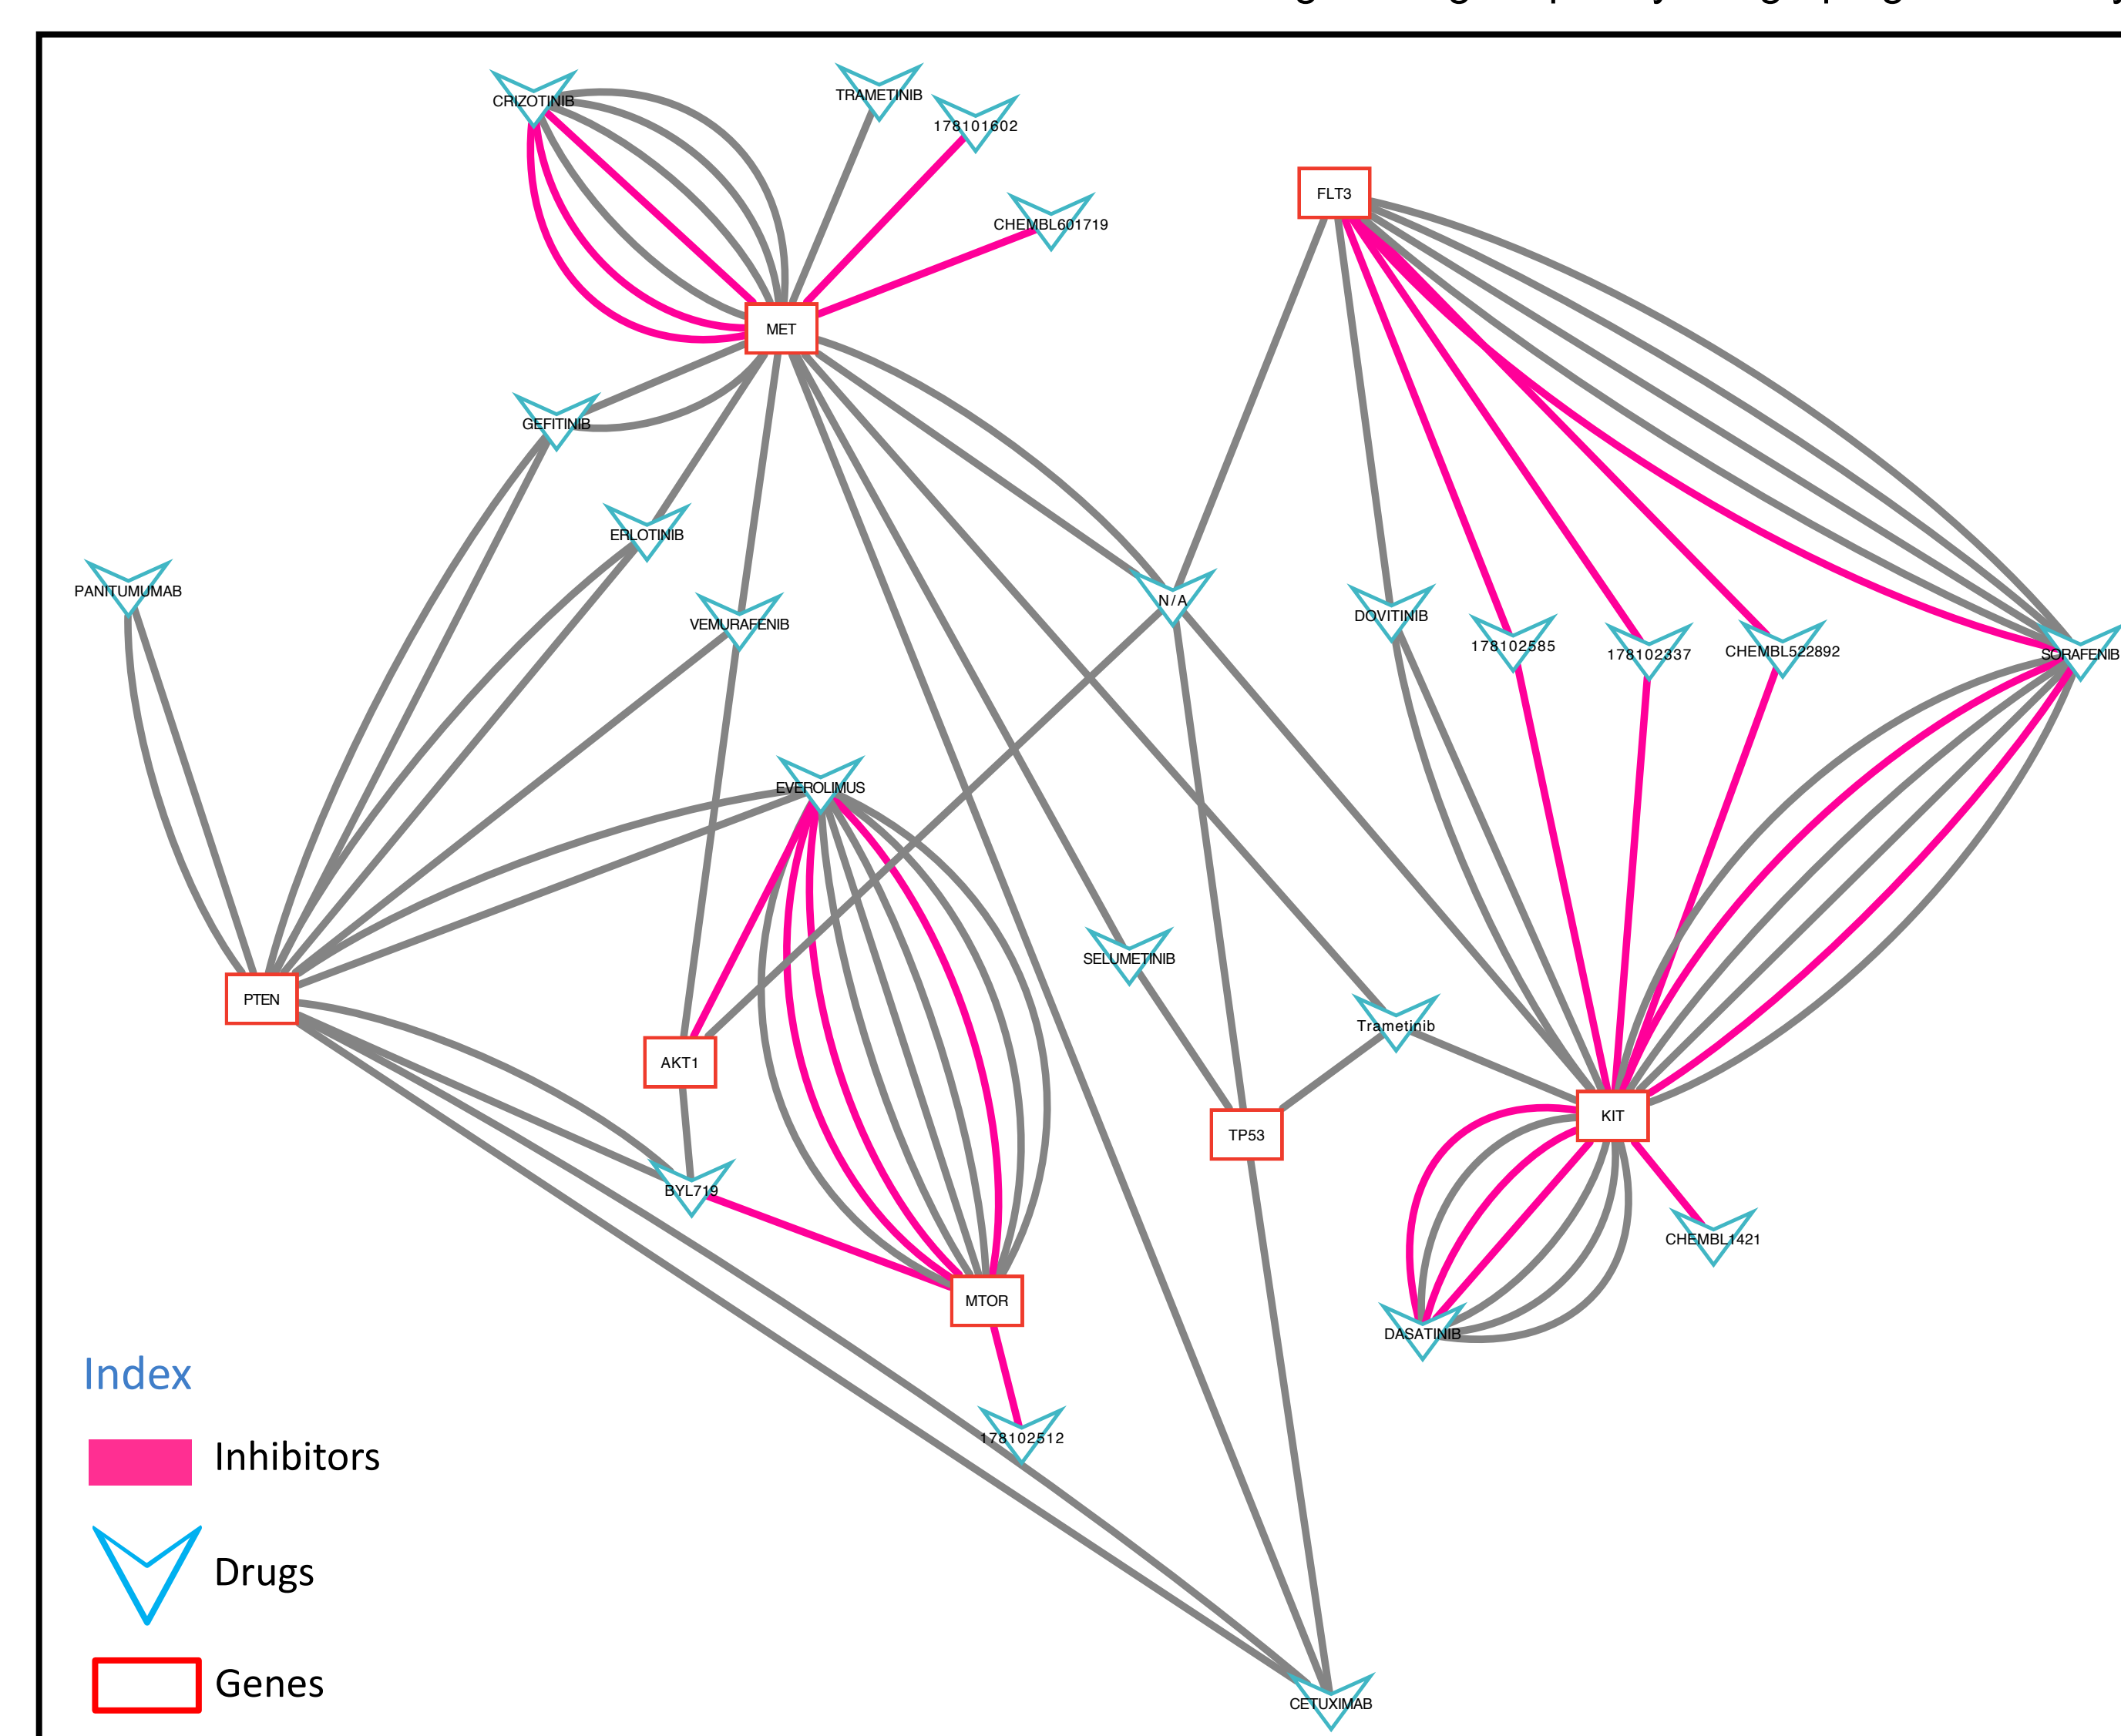 CRIZOTINIB
TRAMETINIB
178101602
CHEMBL601719
FLT3
MET
GEFITINIB
ERLOTINIB
PANITUMUMAB
VEMURAFENIB
N/A
DOVITINIB
178102585
178102337
CHEMBL522892
SORAFENIB
EVEROLIMUS
SELUMETINIB
PTEN
Trametinib
AKT1
KIT
TP53
BYL719
CHEMBL1421
MTOR
DASATINIB
178102512
CETUXIMAB
Index
Inhibitors
Drugs
Genes